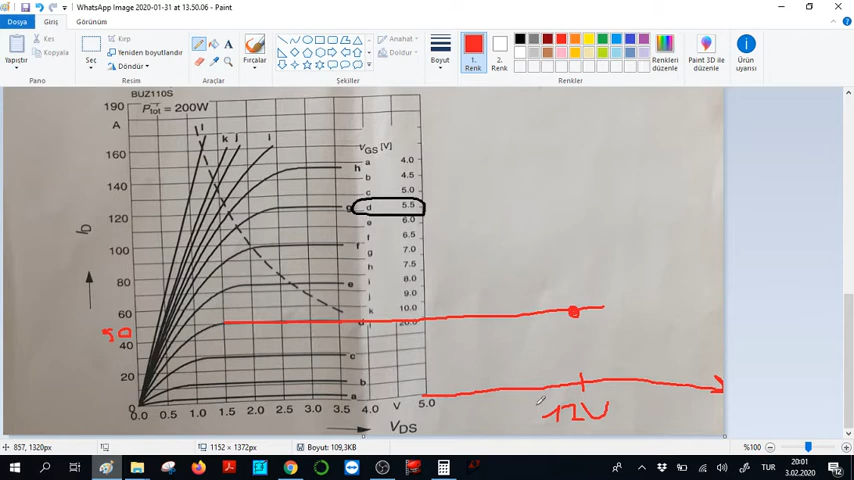 WhatsApp Image 2020-01-31 at 13.50.06 - Paint
Dosya
Giriş
Görünüm
Yapıştır
Kes
Kopyala
Seç
Kırp
Yeniden boyutlandır
Döndür
Fırçalar
Şekiller
Anahat
Doldur
Boyut
1.
Renk
2.
Renk
Renkleri
düzenle
Paint 3D ile
düzenle
Ürün
uyarısı
Pano
Resim
Araçlar
Şekiller
Renkler
BUZ110S
190
Ptot = 200W
A
160
140
120
100
80
60
50
40
20
0
ID
l k j i
h
g
f
e
d
c
b
a
VGS [V]
a 4.0
b 4.5
c 5.0
d 5.5
e 6.0
f 6.5
g 7.0
h 7.5
i 8.0
j 9.0
k 10.0
l 20.0
0.0 0.5 1.0 1.5 2.0 2.5 3.0 3.5 4.0 V 5.0
VDS
12V
857, 1320px
1152 × 1372px
Boyut: 109,3KB
%100
TUR
20:01
3.02.2020
12